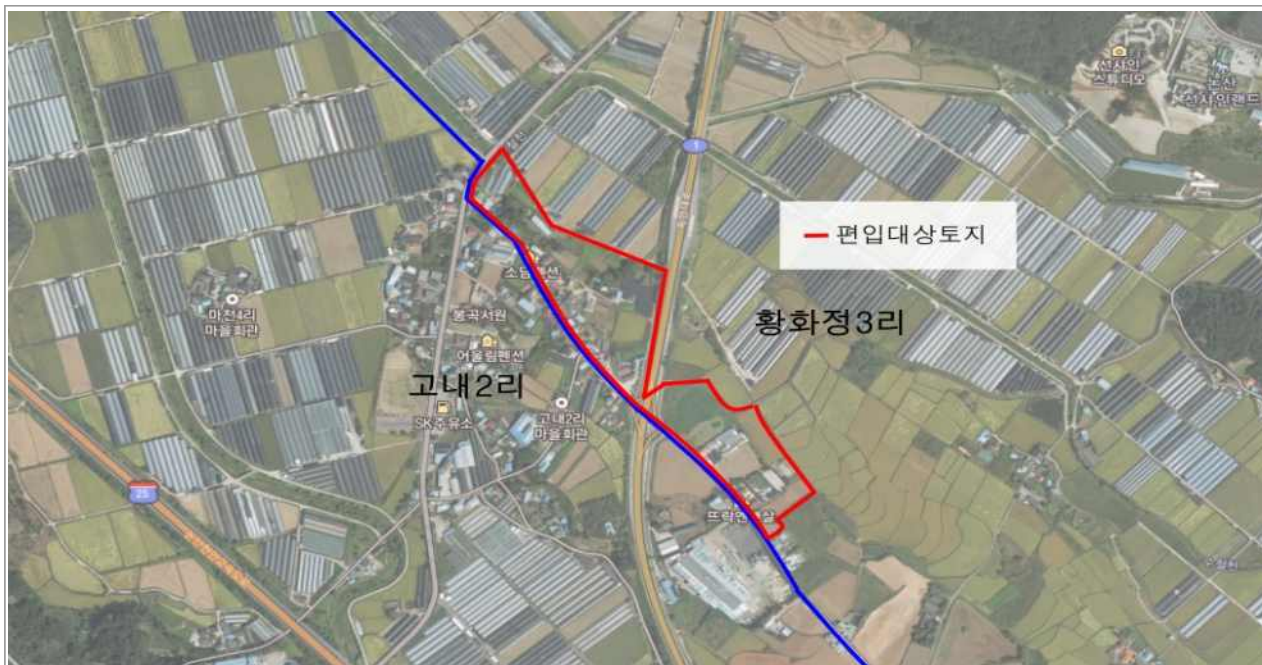 선샤인
스튜디오
논산
선샤인랜드
1
편입대상토지
황화정3리
마전4리
마을회관
봉곡서원
어울림펜션
고내2리
SK주유소
고내2리
마을회관
25